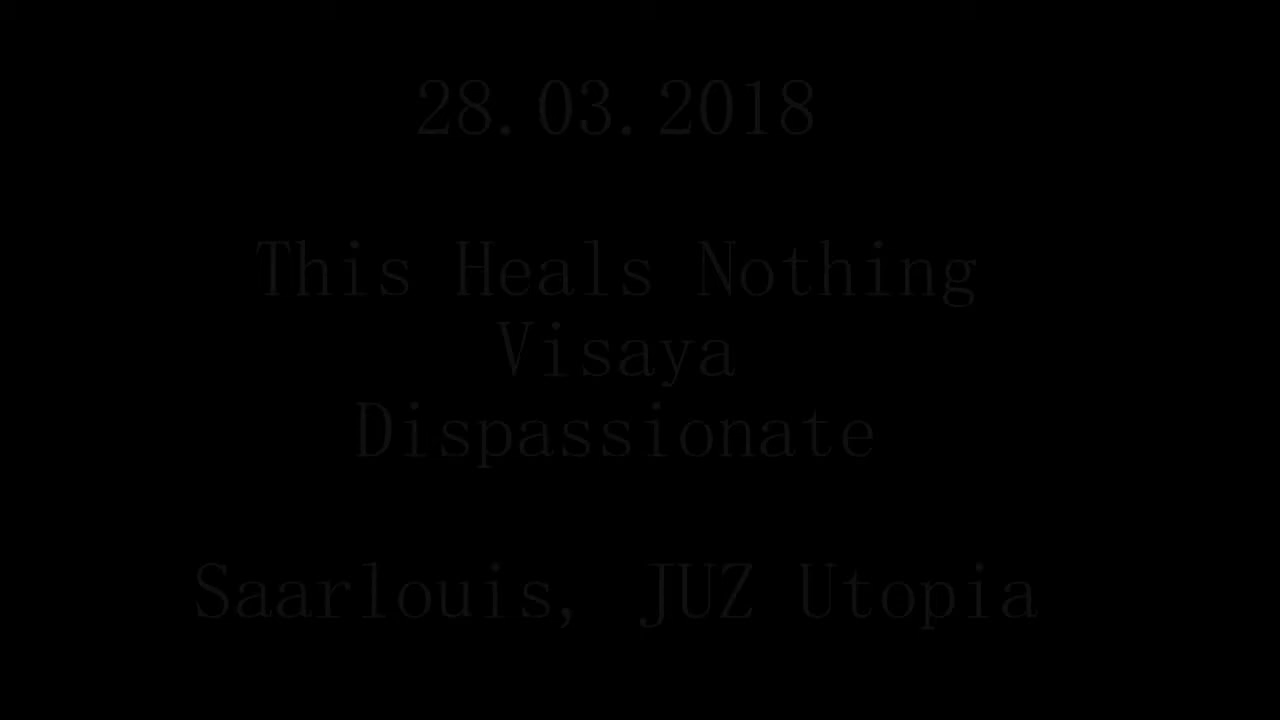 28.03.2018
This Heals Nothing
Visaya
Dispassionate
Saarlouis, JUZ Utopia